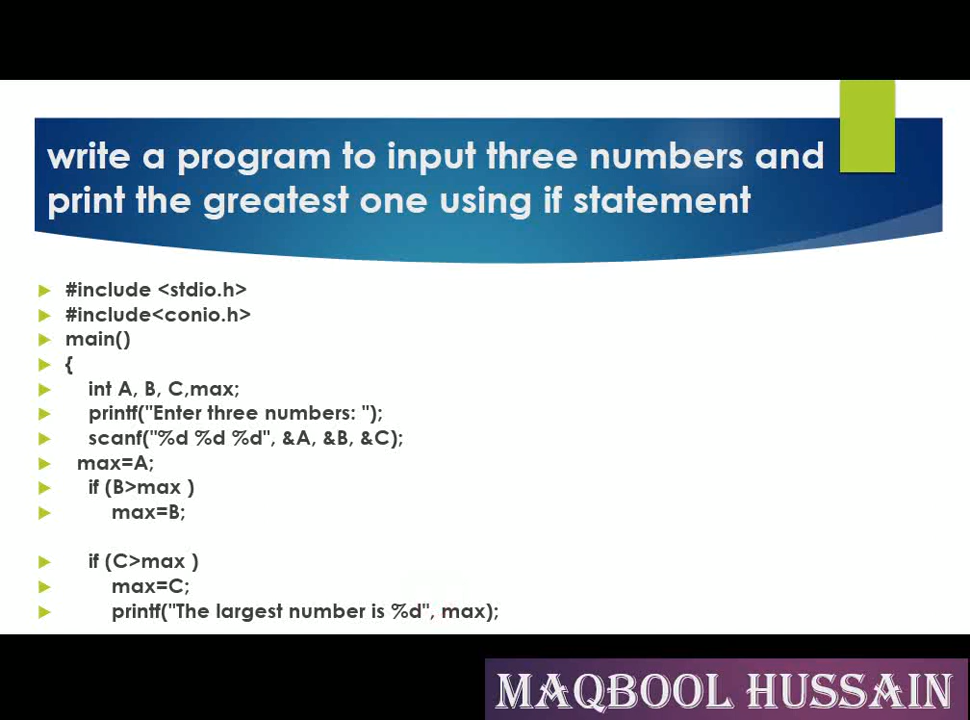 write a program to input three numbers and
print the greatest one using if statement
#include <stdio.h>
#include<conio.h>
main()
{
int A, B, C,max;
printf("Enter three numbers: ");
scanf("%d %d %d", &A, &B, &C);
max=A;
if (B>max )
max=B;
if (C>max )
max=C;
printf("The largest number is %d", max);
MAQBOOL HUSSAIN